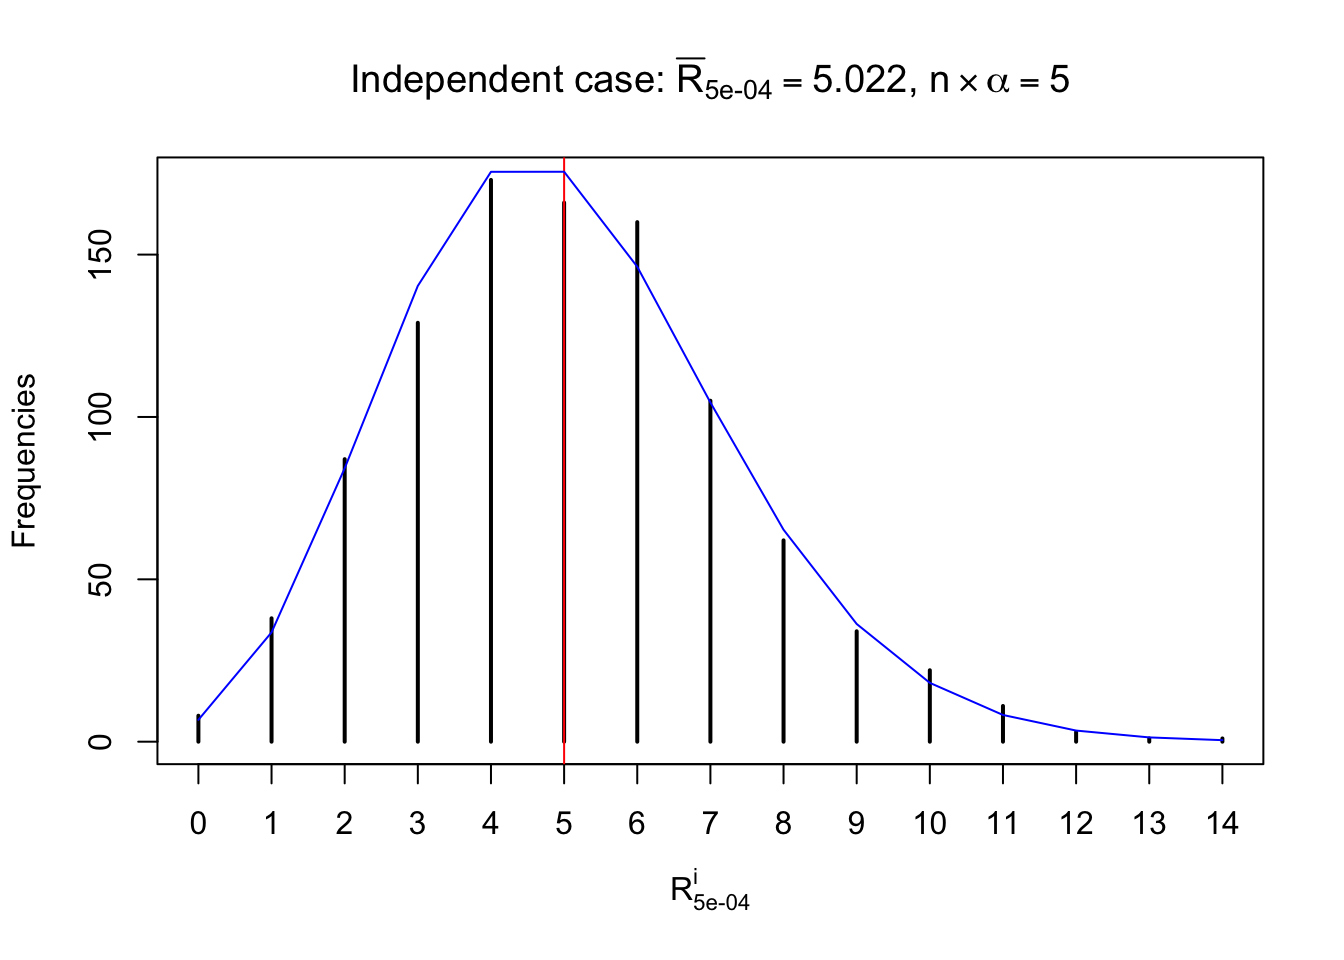 Independent case: R̅₅ₑ₋₀₄ = 5.022, n × α = 5
Frequencies
150
100
50
0
0 1 2 3 4 5 6 7 8 9 10 11 12 13 14
Rⁱ₅ₑ₋₀₄